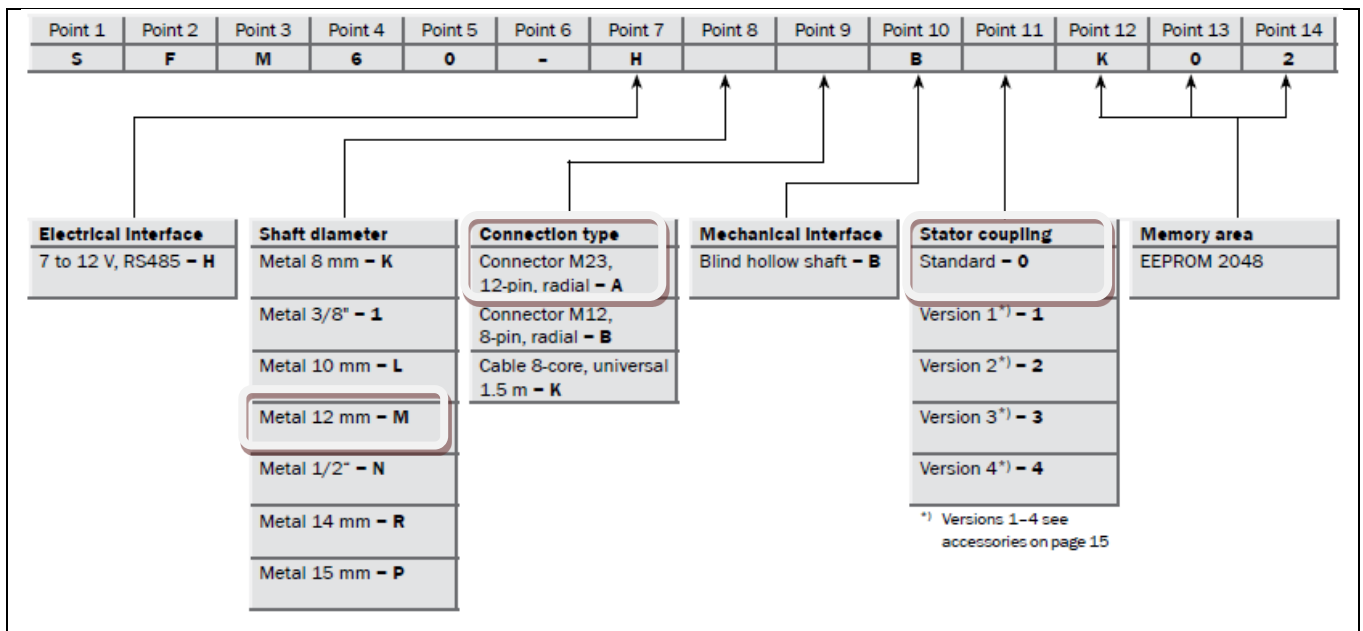 Point 1 Point 2 Point 3 Point 4 Point 5 Point 6 Point 7 Point 8 Point 9 Point 10 Point 11 Point 12 Point 13 Point 14
S F M 6 0 - H B K 0 2
Electrical Interface
7 to 12 V, RS485 – H
Shaft diameter
Metal 8 mm – K
Metal 3/8" – 1
Metal 10 mm – L
Metal 12 mm – M
Metal 1/2" – N
Metal 14 mm – R
Metal 15 mm – P
Connection type
Connector M23,
12-pin, radial – A
Connector M12,
8-pin, radial – B
Cable 8-core, universal
1.5 m – K
Mechanical Interface
Blind hollow shaft – B
Stator coupling
Standard – 0
Version 1*) – 1
Version 2*) – 2
Version 3*) – 3
Version 4*) – 4
*) Versions 1–4 see
accessories on page 15
Memory area
EEPROM 2048